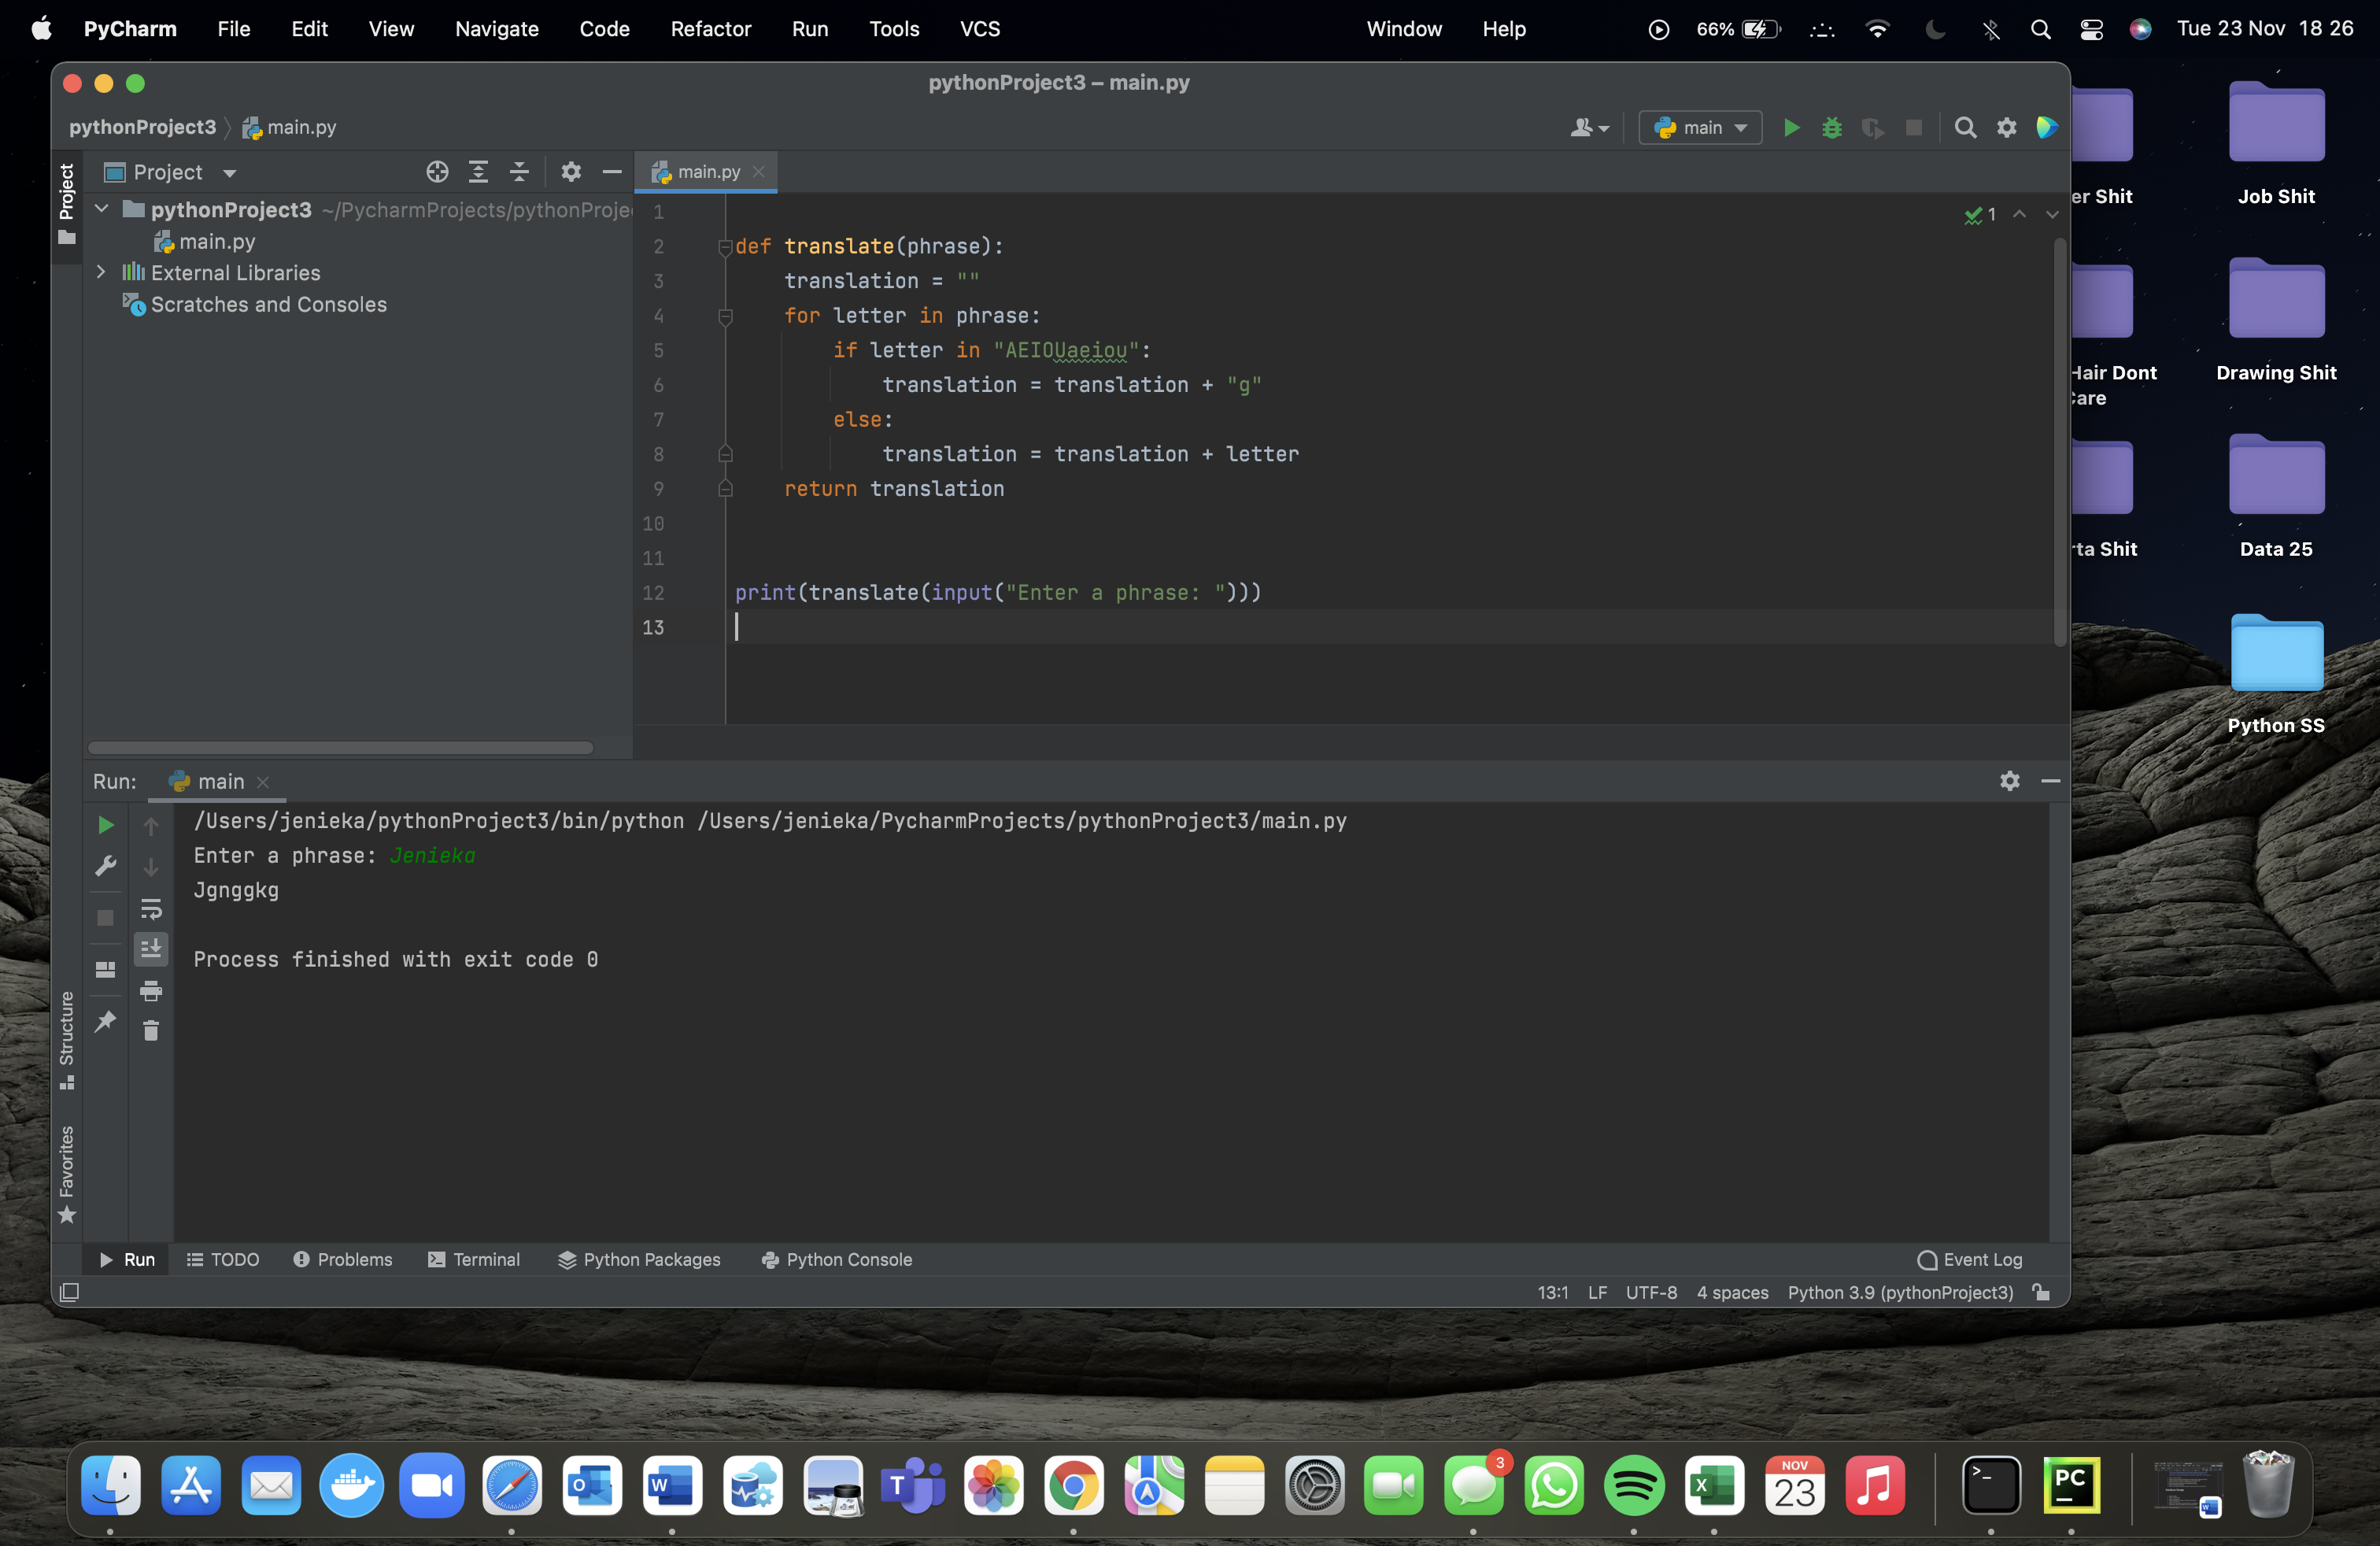 PyCharm File Edit View Navigate Code Refactor Run Tools VCS Window Help 66% Tue 23 Nov 18 26
pythonProject3 – main.py
pythonProject3 main.py main
Project main.py
Project
pythonProject3 ~/PycharmProjects/pythonProje
main.py
External Libraries
Scratches and Consoles
1
1
2 def translate(phrase):
3 translation = ""
4 for letter in phrase:
5 if letter in "AEIOUaeiou":
6 translation = translation + "g"
7 else:
8 translation = translation + letter
9 return translation
10
11
12 print(translate(input("Enter a phrase: ")))
13
er Shit Job Shit
Hair Dont Drawing Shit
Care
rta Shit Data 25
Python SS
Run: main
/Users/jenieka/pythonProject3/bin/python /Users/jenieka/PycharmProjects/pythonProject3/main.py
Enter a phrase: Jenieka
Jgnggkg
Process finished with exit code 0
Structure
Favorites
Run TODO Problems Terminal Python Packages Python Console Event Log
13:1 LF UTF-8 4 spaces Python 3.9 (pythonProject3)
3
NOV
23
PC